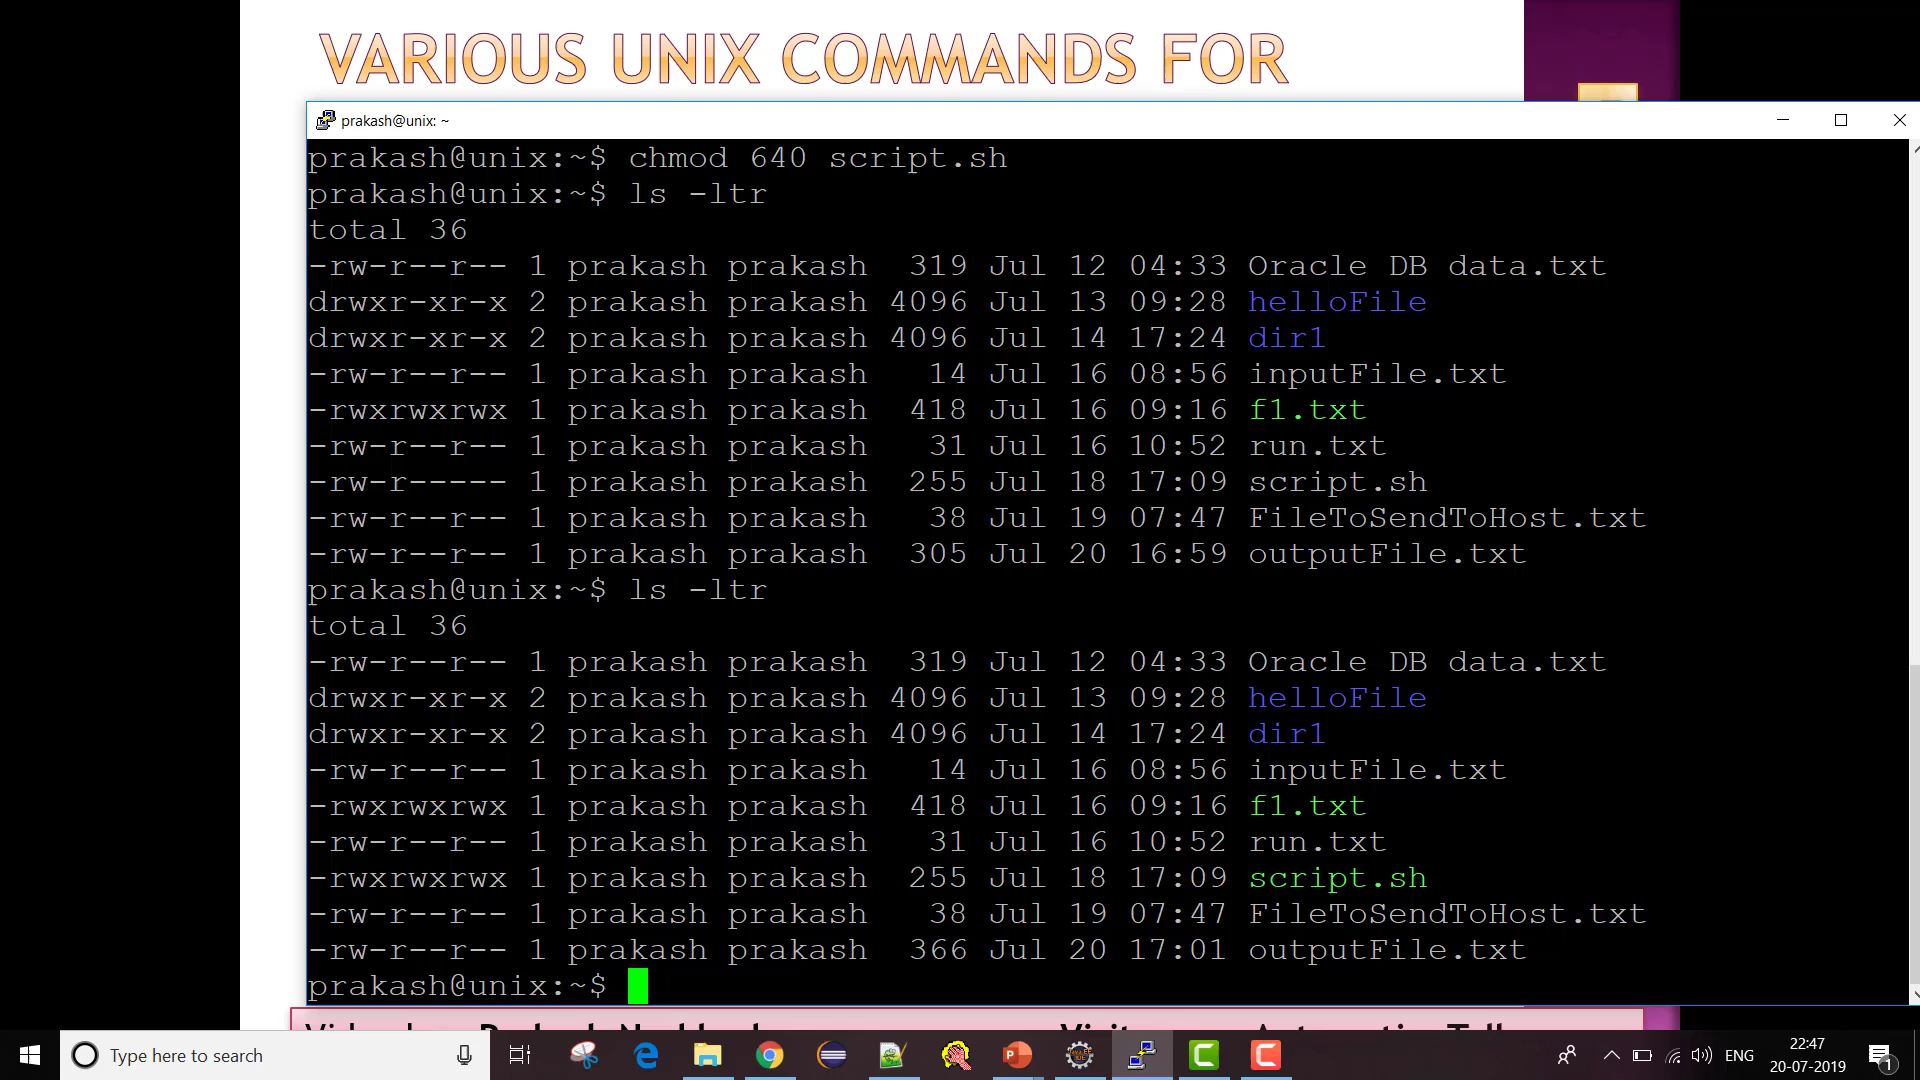 VARIOUS UNIX COMMANDS FOR
prakash@unix: ~
prakash@unix:~$ chmod 640 script.sh
prakash@unix:~$ ls -ltr
total 36
-rw-r--r-- 1 prakash prakash  319 Jul 12 04:33 Oracle DB data.txt
drwxr-xr-x 2 prakash prakash 4096 Jul 13 09:28 helloFile
drwxr-xr-x 2 prakash prakash 4096 Jul 14 17:24 dir1
-rw-r--r-- 1 prakash prakash   14 Jul 16 08:56 inputFile.txt
-rwxrwxrwx 1 prakash prakash  418 Jul 16 09:16 f1.txt
-rw-r--r-- 1 prakash prakash   31 Jul 16 10:52 run.txt
-rw-r----- 1 prakash prakash  255 Jul 18 17:09 script.sh
-rw-r--r-- 1 prakash prakash   38 Jul 19 07:47 FileToSendToHost.txt
-rw-r--r-- 1 prakash prakash  305 Jul 20 16:59 outputFile.txt
prakash@unix:~$ ls -ltr
total 36
-rw-r--r-- 1 prakash prakash  319 Jul 12 04:33 Oracle DB data.txt
drwxr-xr-x 2 prakash prakash 4096 Jul 13 09:28 helloFile
drwxr-xr-x 2 prakash prakash 4096 Jul 14 17:24 dir1
-rw-r--r-- 1 prakash prakash   14 Jul 16 08:56 inputFile.txt
-rwxrwxrwx 1 prakash prakash  418 Jul 16 09:16 f1.txt
-rw-r--r-- 1 prakash prakash   31 Jul 16 10:52 run.txt
-rwxrwxrwx 1 prakash prakash  255 Jul 18 17:09 script.sh
-rw-r--r-- 1 prakash prakash   38 Jul 19 07:47 FileToSendToHost.txt
-rw-r--r-- 1 prakash prakash  366 Jul 20 17:01 outputFile.txt
prakash@unix:~$
Type here to search
ENG
22:47
20-07-2019
1